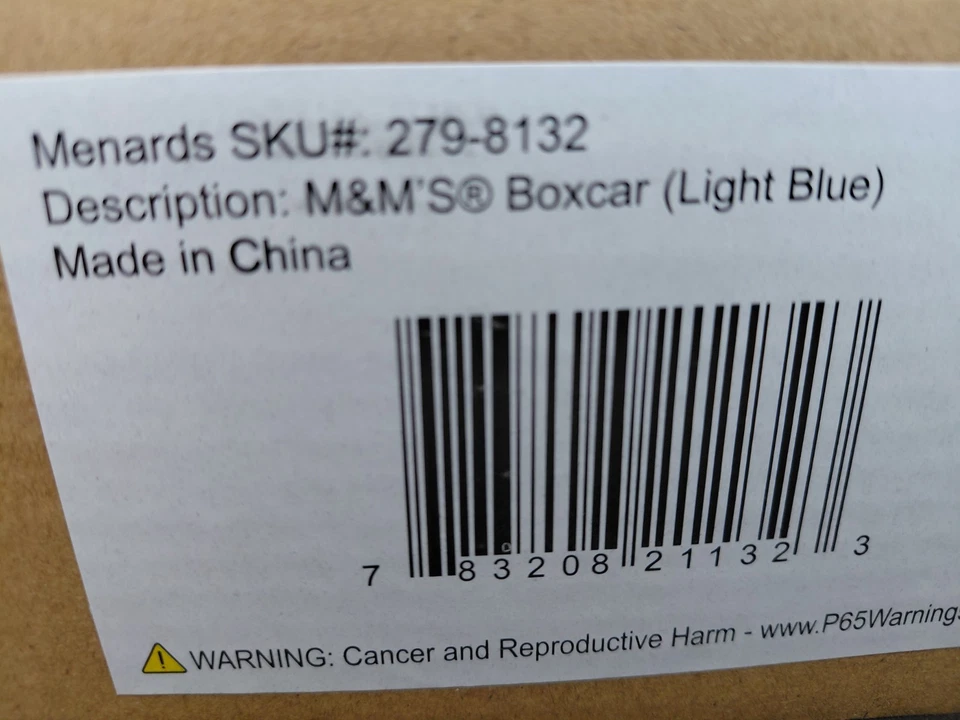 Menards SKU#: 279-8132
Description: M&M'S® Boxcar (Light Blue)
Made in China
7 83208 21132 3
WARNING: Cancer and Reproductive Harm - www.P65Warnings